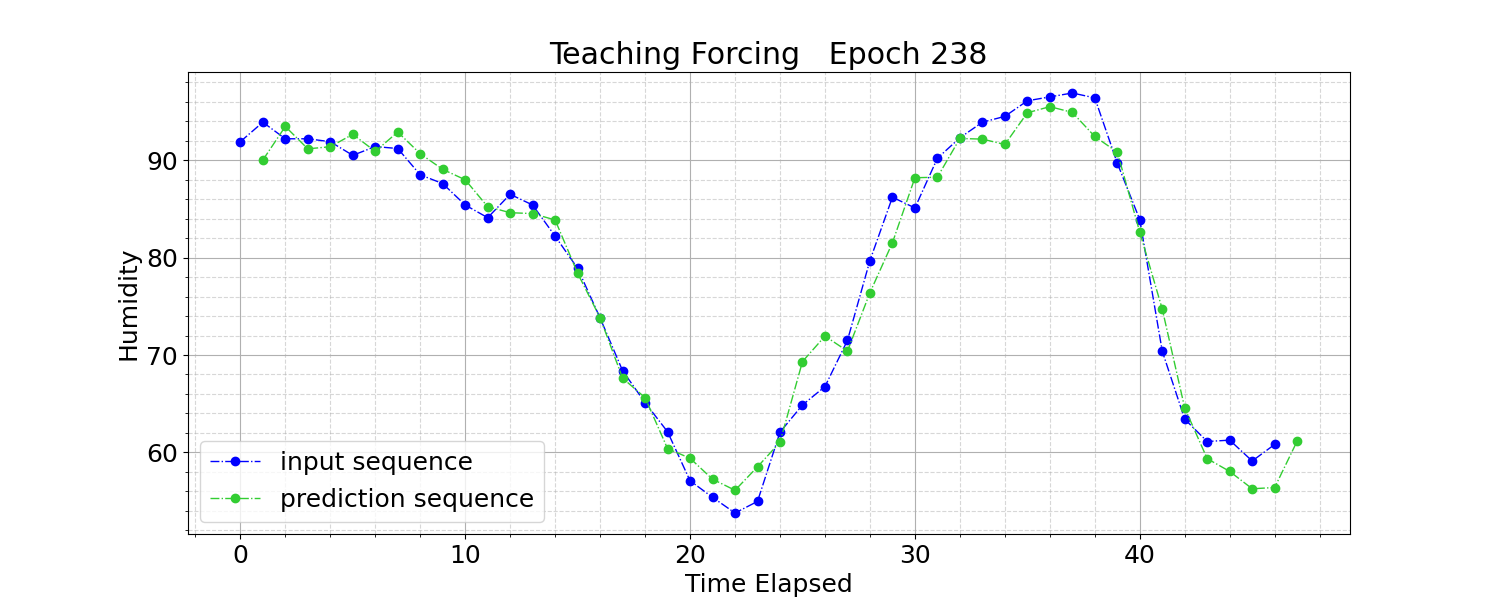 Teaching Forcing   Epoch 238
Humidity
90
80
70
60
input sequence
prediction sequence
0 10 20 30 40
Time Elapsed